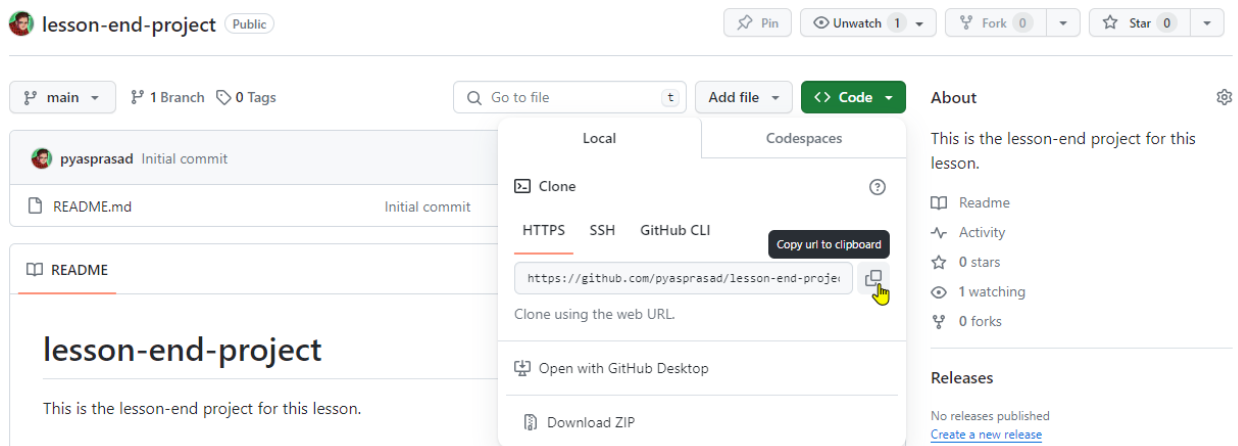 lesson-end-project Public
Pin
Unwatch 1
Fork 0
Star 0
main
1 Branch
0 Tags
Go to file t
Add file
<> Code
About
This is the lesson-end project for this
lesson.
Readme
Activity
0 stars
1 watching
0 forks
Releases
No releases published
Create a new release
pyasprasad Initial commit
README.md Initial commit
README
lesson-end-project
This is the lesson-end project for this lesson.
Local Codespaces
Clone
HTTPS SSH GitHub CLI
Copy url to clipboard
https://github.com/pyasprasad/lesson-end-proje
Clone using the web URL.
Open with GitHub Desktop
Download ZIP